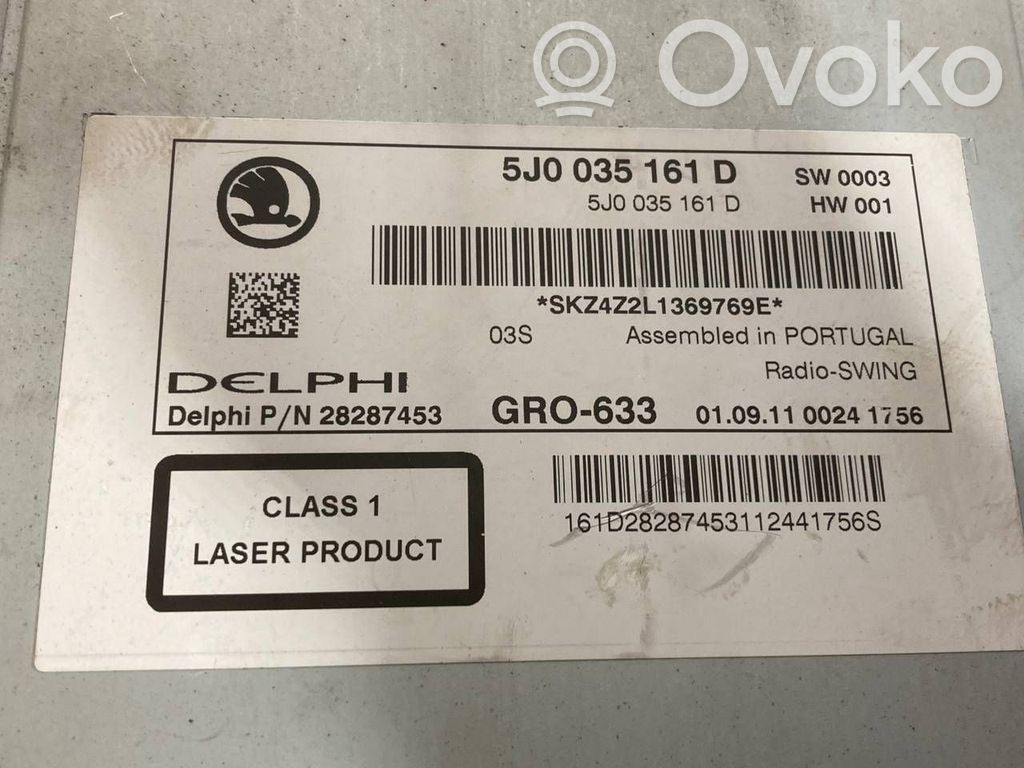 Ovoko
5J0 035 161 D SW 0003
5J0 035 161 D HW 001
*SKZ4Z2L1369769E*
03S Assembled in PORTUGAL
Radio-SWING
DELPHI
Delphi P/N 28287453 GRO-633 01.09.11 0024 1756
CLASS 1
LASER PRODUCT
161D28287453112441756S